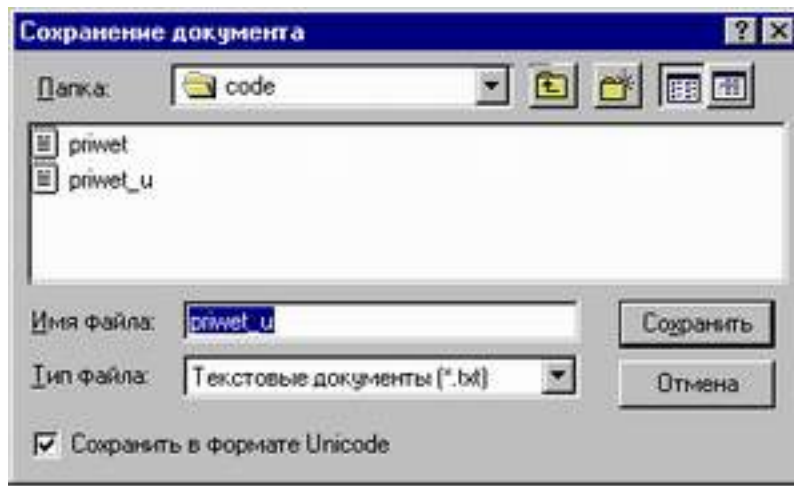 Сохранение документа
Папка: code
priwet
priwet_u
Имя файла: priwet_u
Сохранить
Тип файла: Текстовые документы (*.txt)
Отмена
Сохранить в формате Unicode